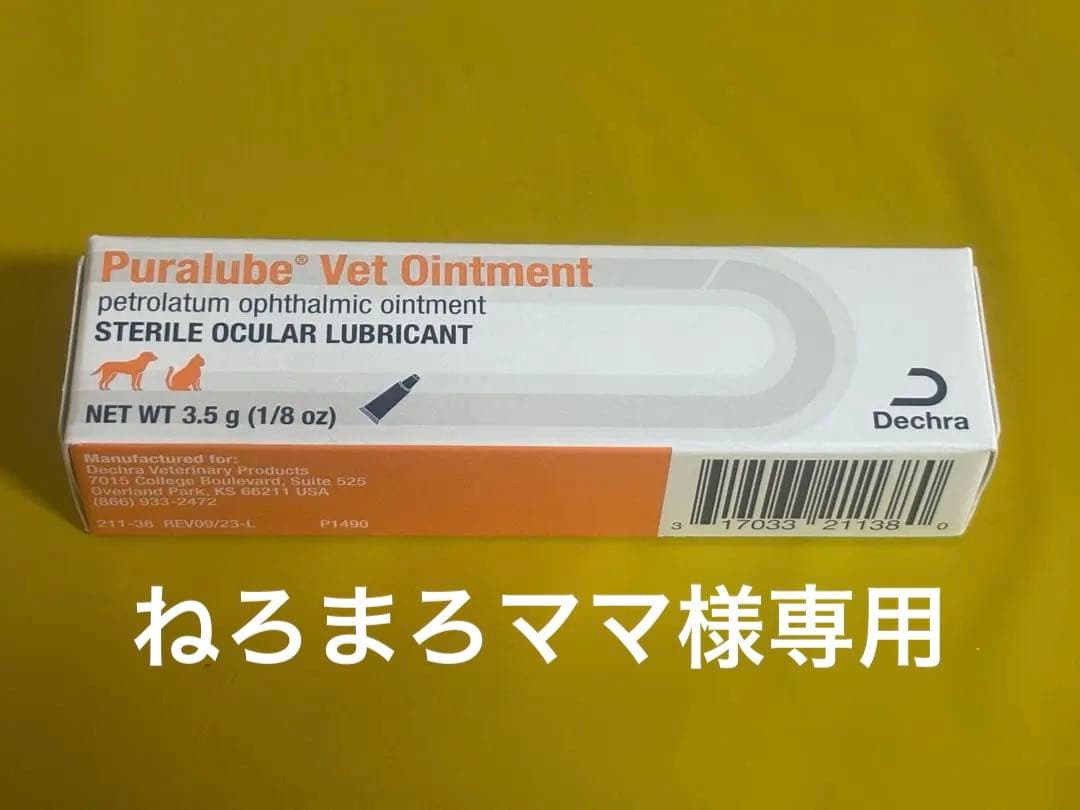 Puralube® Vet Ointment
petrolatum ophthalmic ointment
STERILE OCULAR LUBRICANT
NET WT 3.5 g (1/8 oz)
Dechra
Manufactured for:
Dechra Veterinary Products
7015 College Boulevard, Suite 525
Overland Park, KS 66211 USA
(866) 933-2472
211-38 REV09/23-L P1490
3 17033 21138 0
ねろまろママ様専用